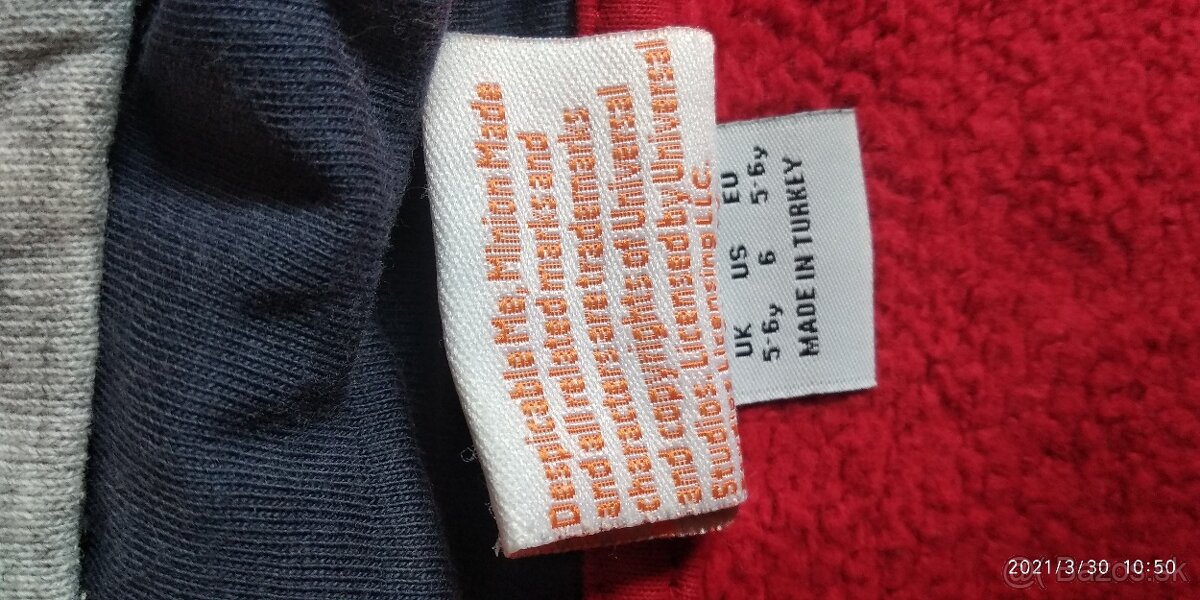 Despicable Me, Minion Made
and all related marks and
characters are trademarks
and copyrights of Universal
Studios. Licensed by Universal
Licensing LLC.
UK US EU
5-6y 6 5-6y
MADE IN TURKEY
2021/3/30 10:50
Bazos.sk